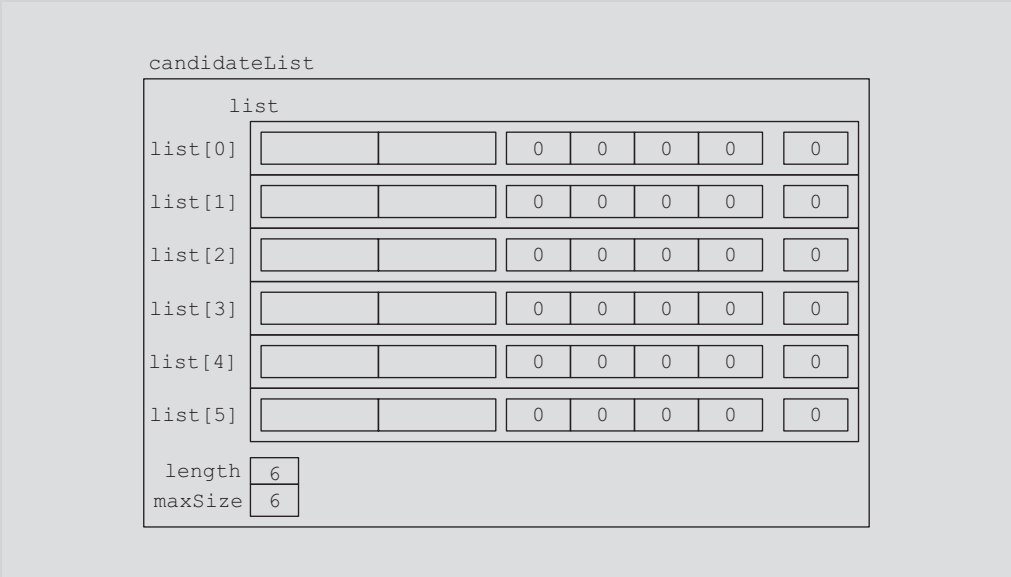 candidateList
list
list[0] 0 0 0 0 0
list[1] 0 0 0 0 0
list[2] 0 0 0 0 0
list[3] 0 0 0 0 0
list[4] 0 0 0 0 0
list[5] 0 0 0 0 0
length 6
maxSize 6